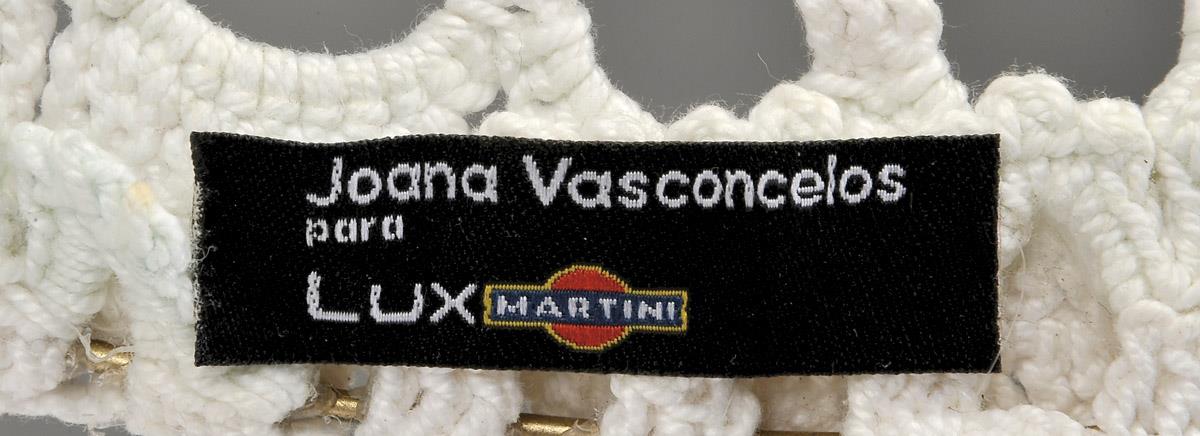 Joana Vasconcelos
para
Lux MARTINI